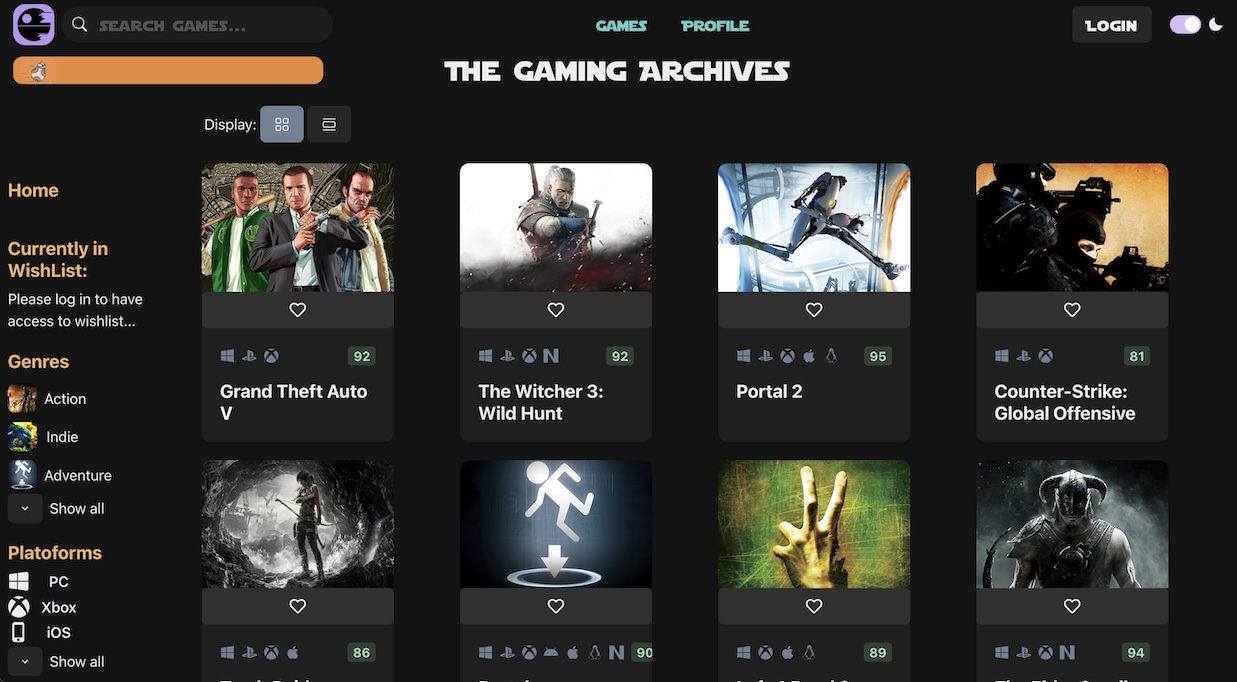 SEARCH GAMES...
GAMES
PROFILE
LOGIN
THE GAMING ARCHIVES
Display:
Home
Currently in
WishList:
Please log in to have
access to wishlist...
Genres
Action
Indie
Adventure
Show all
Platoforms
PC
Xbox
iOS
Show all
92
Grand Theft Auto
V
92
The Witcher 3:
Wild Hunt
95
Portal 2
81
Counter-Strike:
Global Offensive
86
90
89
94